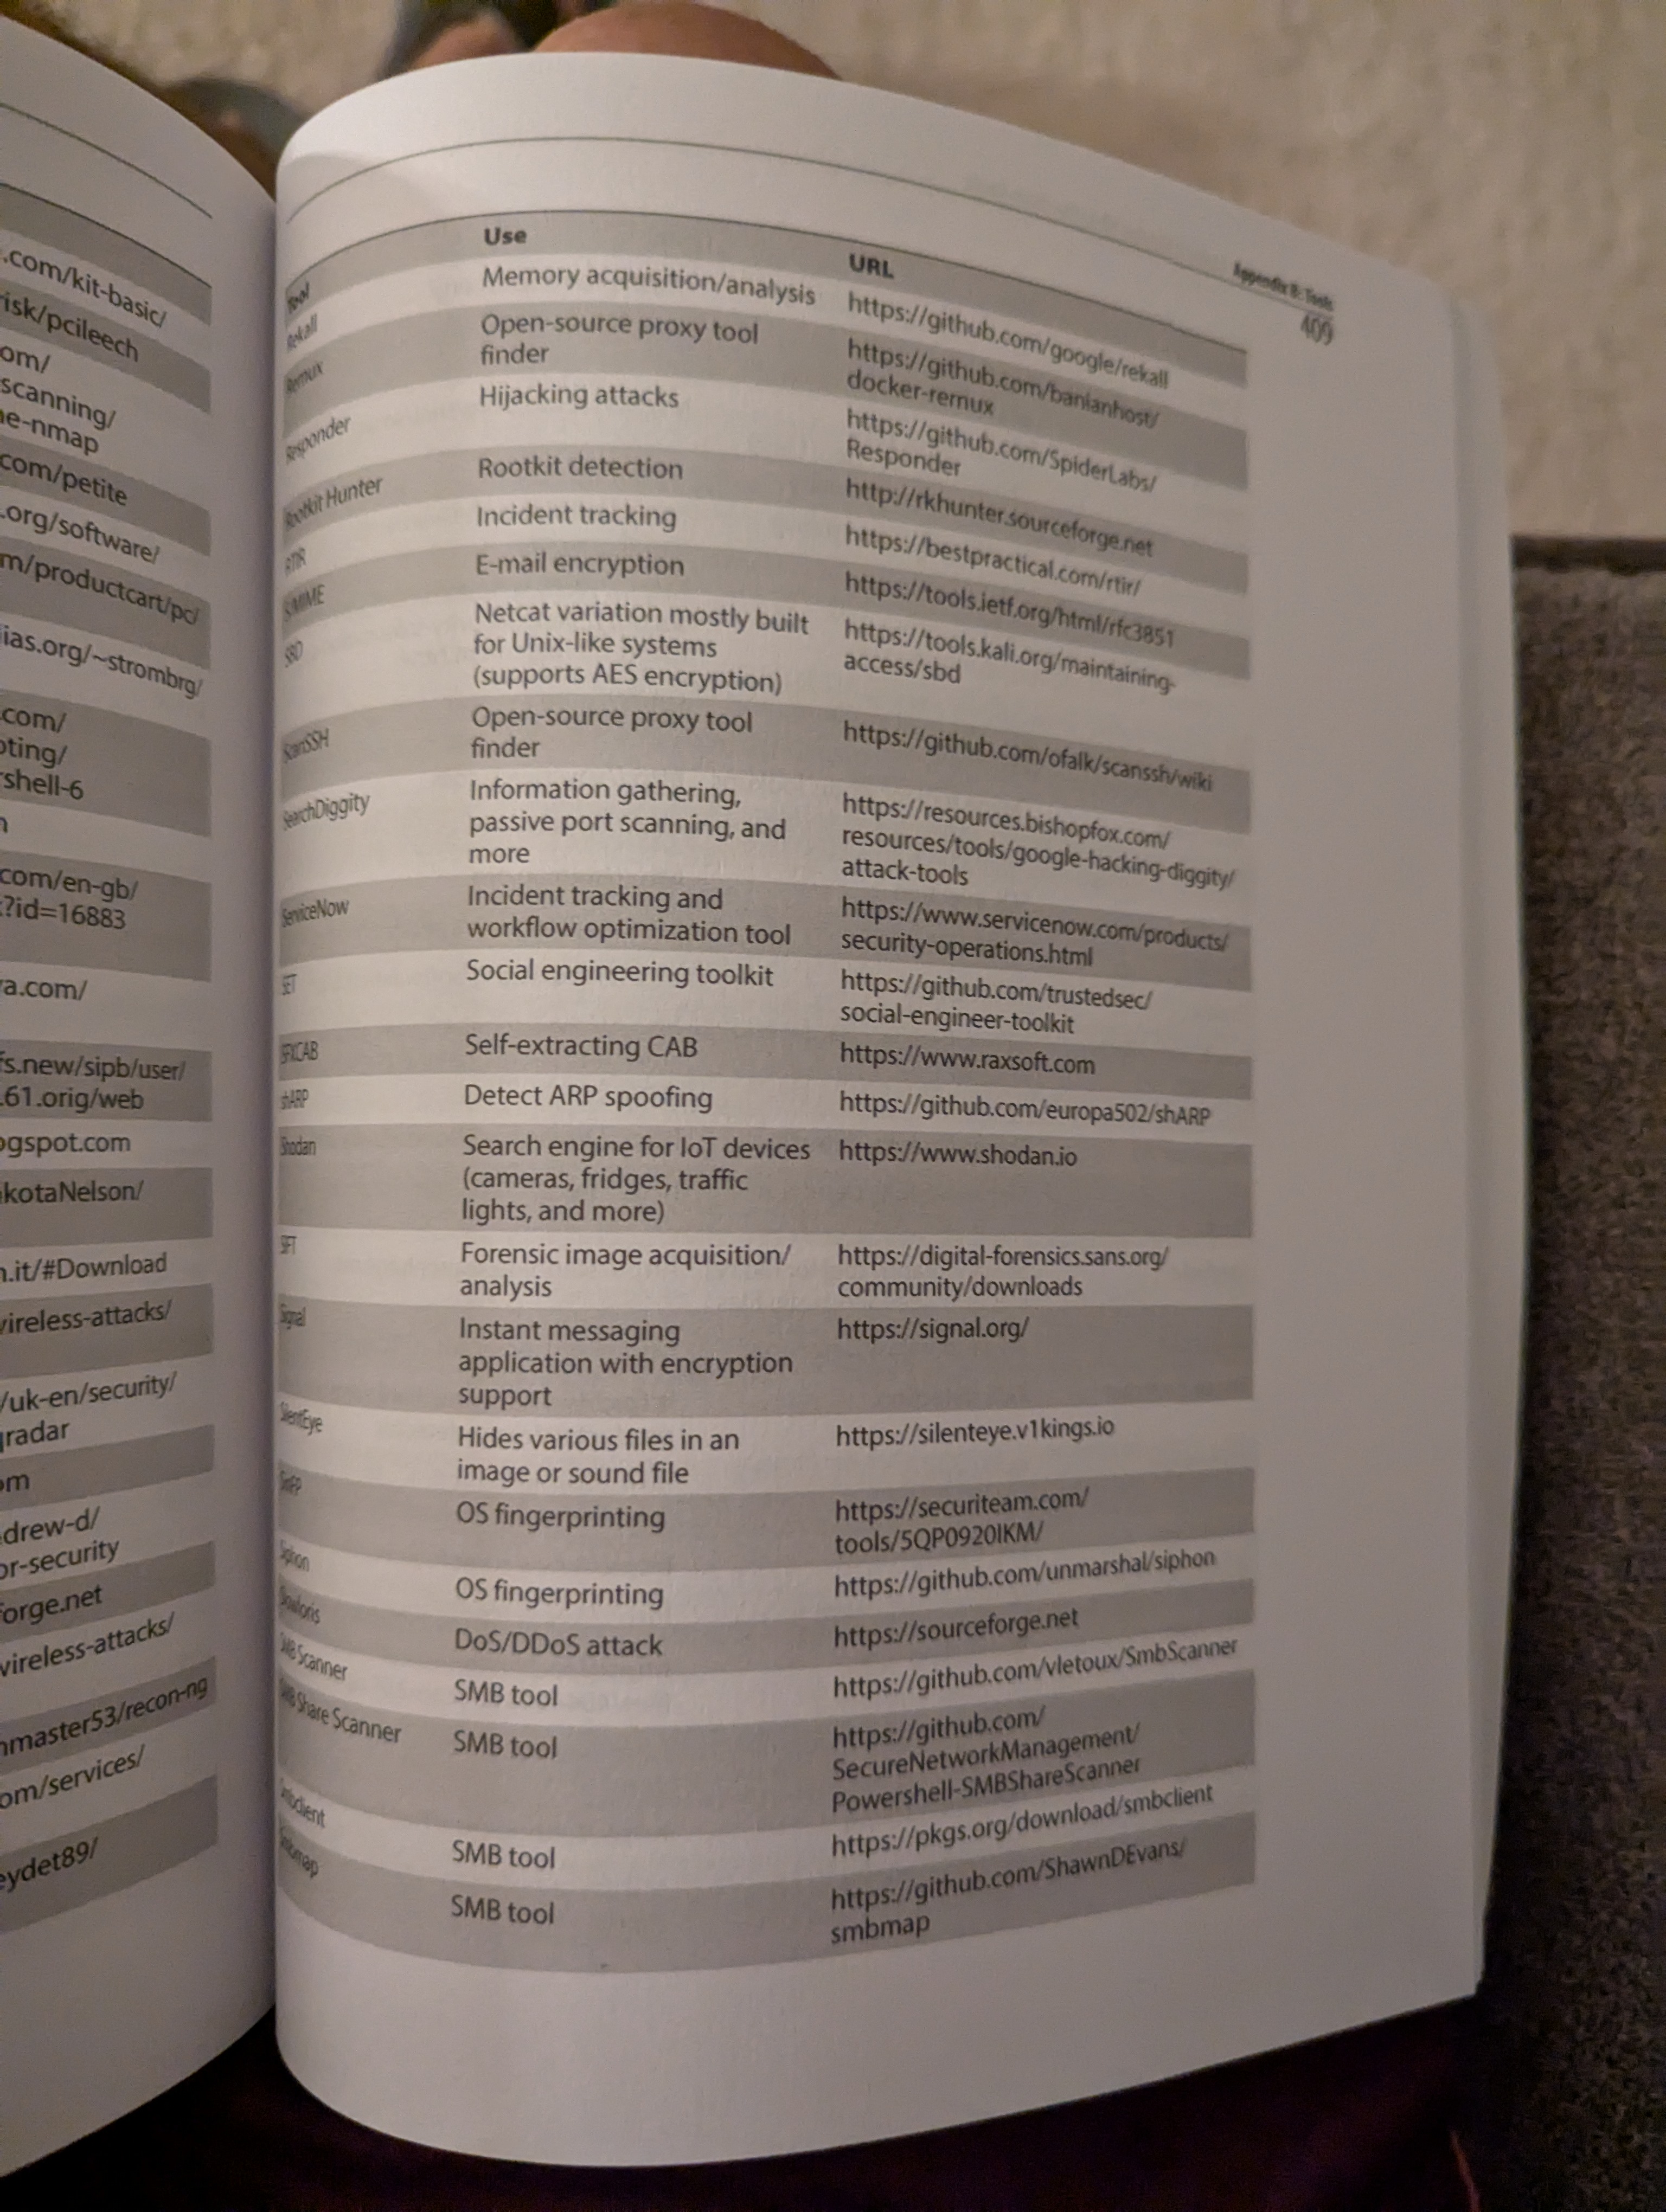 .com/kit-basic/
risk/pcileech
om/
scanning/
ne-nmap
com/petite
.org/software/
m/productcart/pc/
ias.org/~strombrg/
com/
oting/
shell-6
com/en-gb/
?id=16883
a.com/
fs.new/sipb/user/
.61.orig/web
ogspot.com
kotaNelson/
n.it/#Download
vireless-attacks/
/uk-en/security/
qradar
om
drew-d/
or-security
orge.net
vireless-attacks/
nmaster53/recon-ng
om/services/
eydet89/
Appendix B: Tools
409
Tool Use URL
Rekall Memory acquisition/analysis https://github.com/google/rekall
Remux Open-source proxy tool https://github.com/banianhost/
finder docker-remux
Responder Hijacking attacks https://github.com/SpiderLabs/
Responder
Rootkit Hunter Rootkit detection http://rkhunter.sourceforge.net
RTIR Incident tracking https://bestpractical.com/rtir/
S/MIME E-mail encryption https://tools.ietf.org/html/rfc3851
SBD Netcat variation mostly built https://tools.kali.org/maintaining-
for Unix-like systems access/sbd
(supports AES encryption)
ScanSSH Open-source proxy tool https://github.com/ofalk/scanssh/wiki
finder
SearchDiggity Information gathering, https://resources.bishopfox.com/
passive port scanning, and resources/tools/google-hacking-diggity/
more attack-tools
ServiceNow Incident tracking and https://www.servicenow.com/products/
workflow optimization tool security-operations.html
SET Social engineering toolkit https://github.com/trustedsec/
social-engineer-toolkit
SFXCAB Self-extracting CAB https://www.raxsoft.com
shARP Detect ARP spoofing https://github.com/europa502/shARP
Shodan Search engine for IoT devices https://www.shodan.io
(cameras, fridges, traffic
lights, and more)
SIFT Forensic image acquisition/ https://digital-forensics.sans.org/
analysis community/downloads
Signal Instant messaging https://signal.org/
application with encryption
support
SilentEye Hides various files in an https://silenteye.v1kings.io
image or sound file
SinFP OS fingerprinting https://securiteam.com/
tools/5QP0920IKM/
Siphon OS fingerprinting https://github.com/unmarshal/siphon
Slowloris DoS/DDoS attack https://sourceforge.net
SMB Scanner SMB tool https://github.com/vletoux/SmbScanner
SMB Share Scanner SMB tool https://github.com/
SecureNetworkManagement/
Powershell-SMBShareScanner
Smbclient SMB tool https://pkgs.org/download/smbclient
Smbmap SMB tool https://github.com/ShawnDEvans/
smbmap